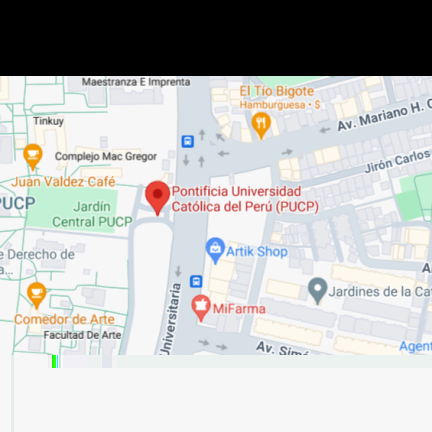 Maestranza E Imprenta
El Tío Bigote
Hamburguesa • $
Tinkuy
Av. Mariano H. C
Complejo Mac Gregor
Jirón Carlos
Juan Valdez Café
Pontificia Universidad
Católica del Perú (PUCP)
PUCP
Jardín
Central PUCP
e Derecho de
a...
Artik Shop
A
Jardines de la Cat
Comedor de Arte
MiFarma
Universitaria
Facultad De Arte
Av. Simó
Agent